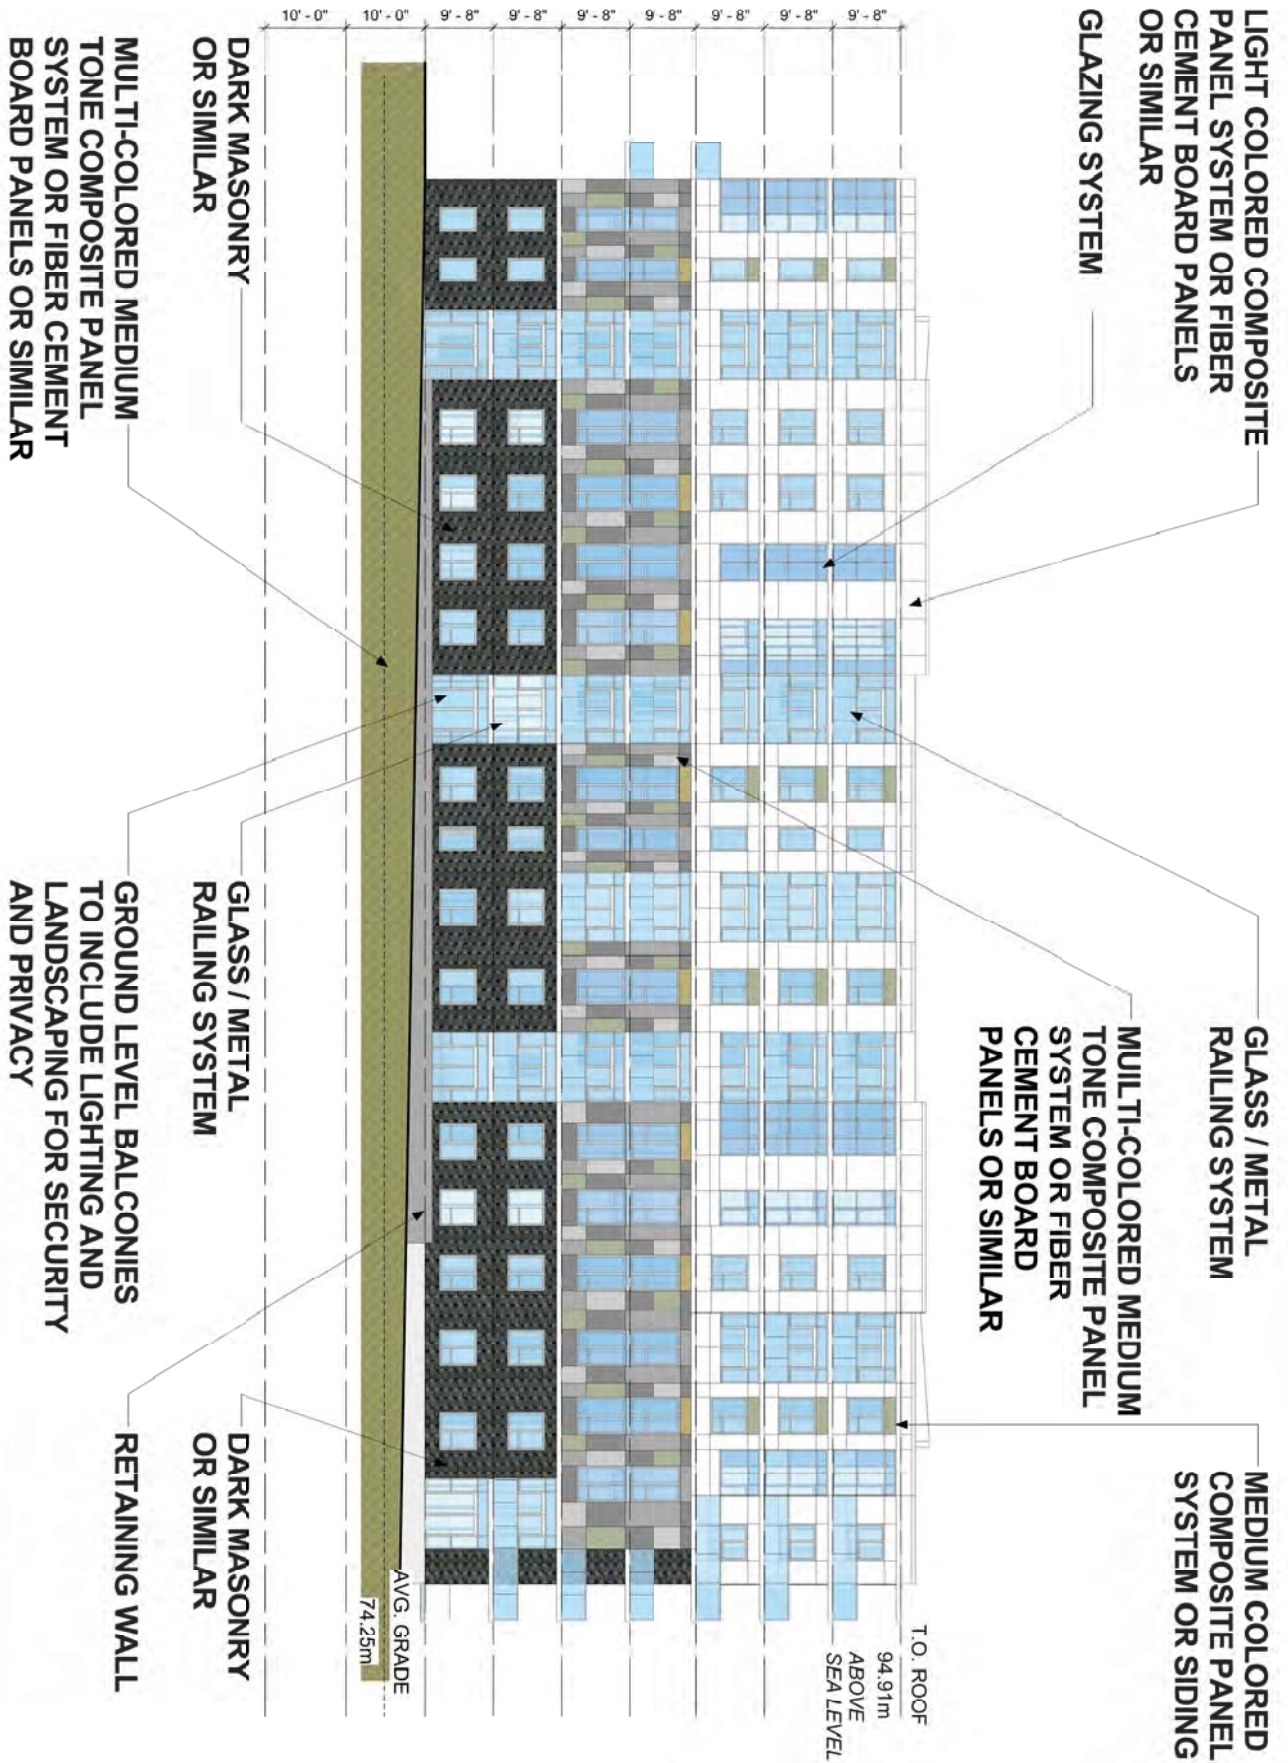 LIGHT COLORED COMPOSITE
PANEL SYSTEM OR FIBER
CEMENT BOARD PANELS
OR SIMILAR
GLAZING SYSTEM
GLASS / METAL
RAILING SYSTEM
MUILTI-COLORED MEDIUM
TONE COMPOSITE PANEL
SYSTEM OR FIBER
CEMENT BOARD
PANELS OR SIMILAR
MEDIUM COLORED
COMPOSITE PANEL
SYSTEM OR SIDING
T.O. ROOF
94.91m
ABOVE
SEA LEVEL
9' - 8"
9' - 8"
9' - 8"
9 - 8"
9' - 8"
9' - 8"
9' - 8"
10' - 0"
10' - 0"
AVG. GRADE
74.25m
DARK MASONRY
OR SIMILAR
MULTI-COLORED MEDIUM
TONE COMPOSITE PANEL
SYSTEM OR FIBER CEMENT
BOARD PANELS OR SIMILAR
GLASS / METAL
RAILING SYSTEM
GROUND LEVEL BALCONIES
TO INCLUDE LIGHTING AND
LANDSCAPING FOR SECURITY
AND PRIVACY
DARK MASONRY
OR SIMILAR
RETAINING WALL